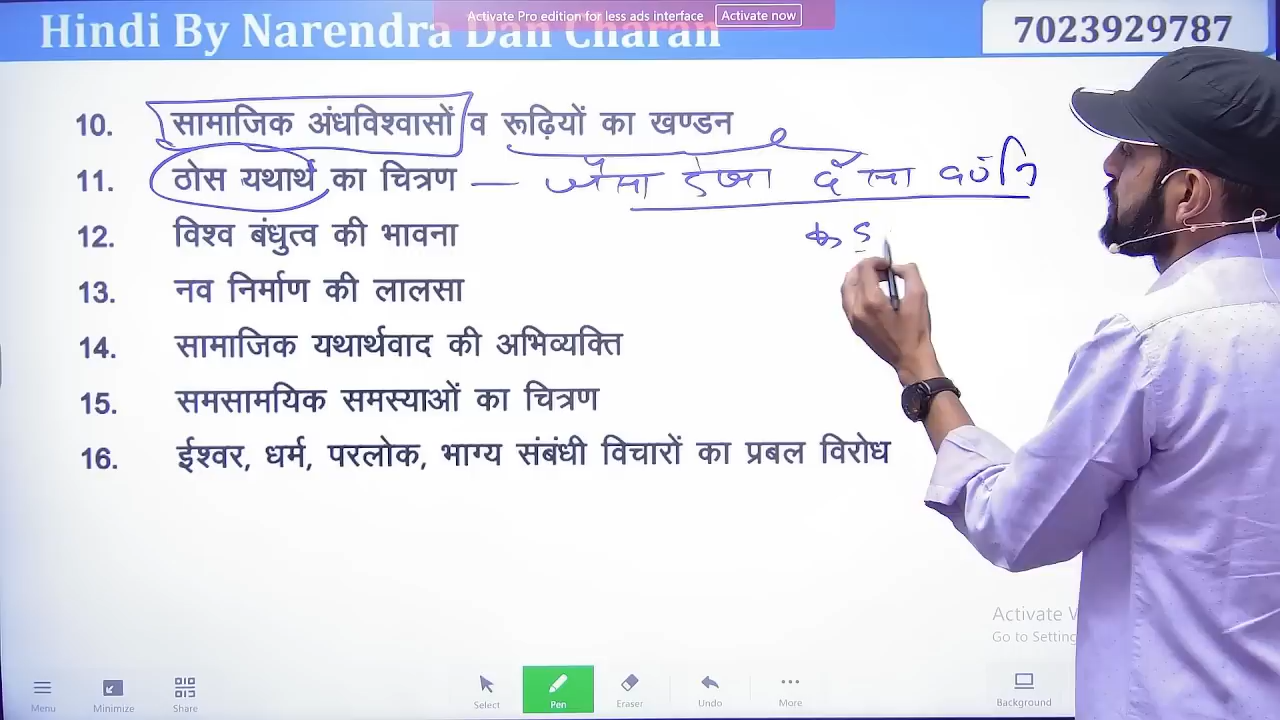 Hindi By Narendra Dan Charan
Activate Pro edition for less ads interface Activate now
7023929787
10. सामाजिक अंधविश्वासों व रूढ़ियों का खण्डन
11. ठोस यथार्थ का चित्रण — जैसा देखा वैसा
12. विश्व बंधुत्व की भावना
13. नव निर्माण की लालसा
14. सामाजिक यथार्थवाद की अभिव्यक्ति
15. समसामयिक समस्याओं का चित्रण
16. ईश्वर, धर्म, परलोक, भाग्य संबंधी विचारों का प्रबल विरोध
Activate
Go to Setting
Menu Minimize Share Select Pen Eraser Undo More Background